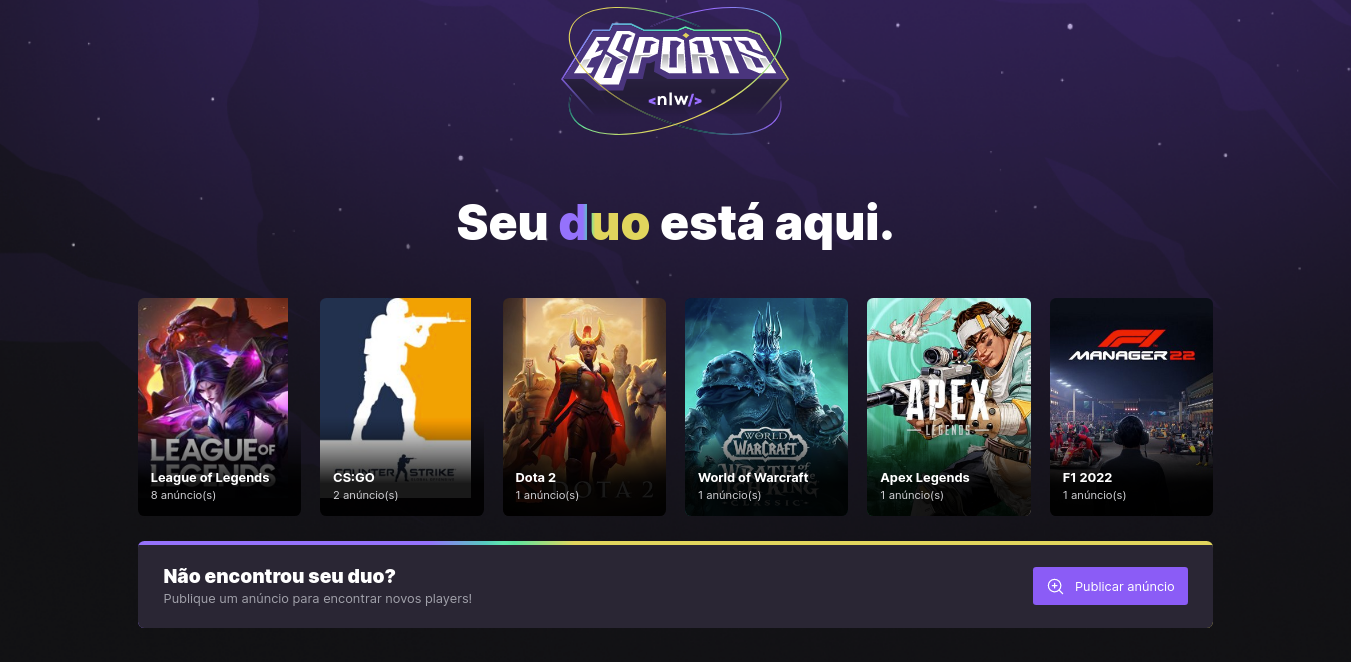 ESPORTS
<nlw/>
Seu duo está aqui.
LEAGUE OF
LEGENDS
League of Legends
8 anúncio(s)
COUNTER STRIKE
CS:GO
2 anúncio(s)
Dota 2
1 anúncio(s)
DOTA 2
WORLD
WARCRAFT
WRATH of
LICH KING
CLASSIC
World of Warcraft
1 anúncio(s)
APEX
LEGENDS
Apex Legends
1 anúncio(s)
F1
MANAGER 22
F1 2022
1 anúncio(s)
Não encontrou seu duo?
Publique um anúncio para encontrar novos players!
Publicar anúncio